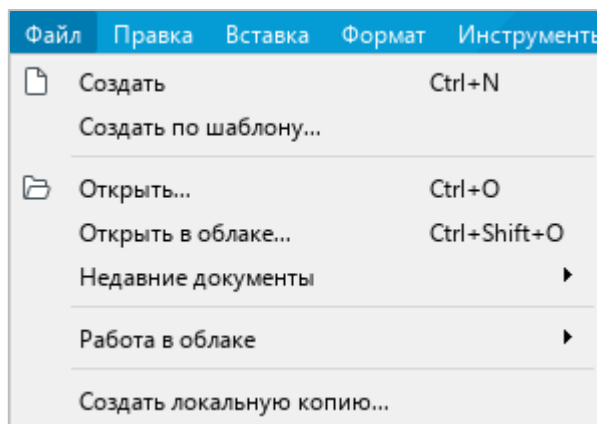 Файл Правка Вставка Формат Инструменты
Создать Ctrl+N
Создать по шаблону...
Открыть... Ctrl+O
Открыть в облаке... Ctrl+Shift+O
Недавние документы
Работа в облаке
Создать локальную копию...